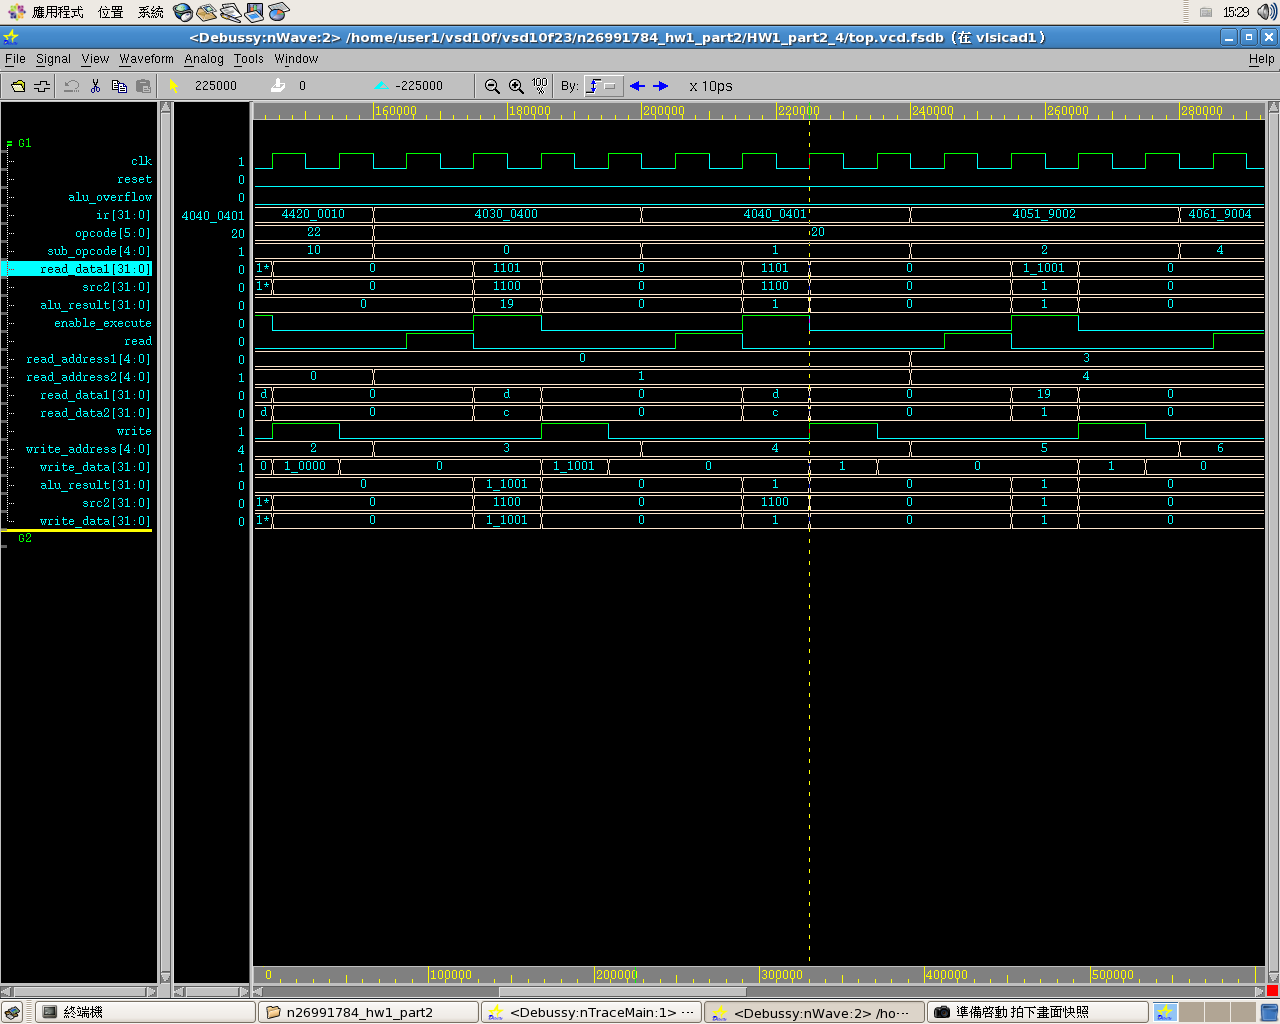 應用程式 位置 系統 15:29
<Debussy:nWave:2> /home/user1/vsd10f/vsd10f23/n26991784_hw1_part2/HW1_part2_4/top.vcd.fsdb (在 vlsicad1)
File Signal View Waveform Analog Tools Window Help
225000 0 -225000 100% By: x 10ps
160000 180000 200000 220000 240000 260000 280000
G1
clk 1
reset 0
alu_overflow 0
ir[31:0] 4040_0401 4420_0010 4030_0400 4040_0401 4051_9002 4061_9004
opcode[5:0] 20 22 20
sub_opcode[4:0] 1 10 0 1 2 4
read_data1[31:0] 0 1* 0 1101 0 1101 0 1_1001 0
src2[31:0] 0 1* 0 1100 0 1100 0 1 0
alu_result[31:0] 0 0 19 0 1 0 1 0
enable_execute 0
read 0
read_address1[4:0] 0 0 3
read_address2[4:0] 1 0 1 4
read_data1[31:0] 0 d 0 d 0 d 0 19 0
read_data2[31:0] 0 d 0 c 0 c 0 1 0
write 1
write_address[4:0] 4 2 3 4 5 6
write_data[31:0] 1 0 1_0000 0 1_1001 0 1 0 1 0
alu_result[31:0] 0 0 1_1001 0 1 0 1 0
src2[31:0] 0 1* 0 1100 0 1100 0 1 0
write_data[31:0] 0 1* 0 1_1001 0 1 0 1 0
G2
0 100000 200000 300000 400000 500000
終端機 n26991784_hw1_part2 <Debussy:nTraceMain:1> ··· <Debussy:nWave:2> /ho··· 準備啓動 拍下畫面快照